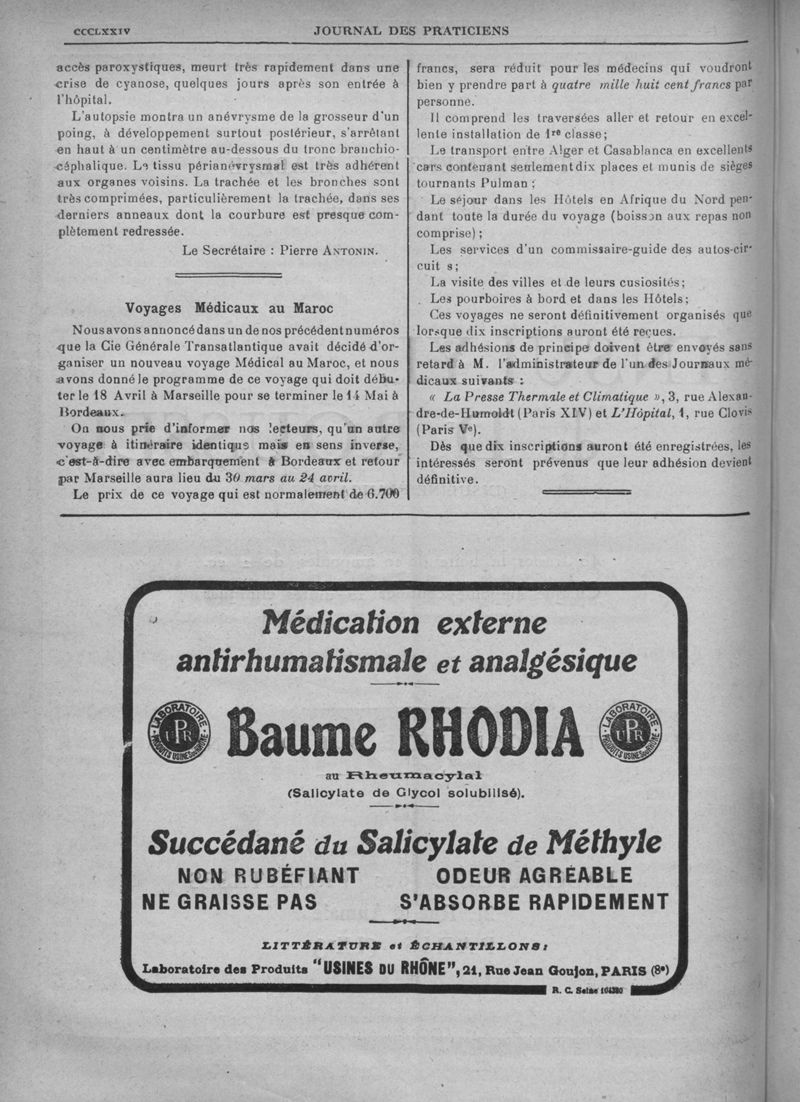 CCCLXXIV
JOURNAL DES PRATICIENS
accès paroxystiques, meurt très rapidement dans une
crise de cyanose, quelques jours après son entrée à
l'hôpital.
L'autopsie montra un anévrysme de la grosseur d'un
poing, à développement surtout postérieur, s'arrêtant
en haut à un centimètre au-dessous du tronc branchio-
céphalique. Le tissu périanévrysmal est très adhérent
aux organes voisins. La trachée et les bronches sont
très comprimées, particulièrement la trachée, dans ses
derniers anneaux dont la courbure est presque com-
plètement redressée.
Le Secrétaire : Pierre ANTONIN.
Voyages Médicaux au Maroc
Nous avons annoncé dans un de nos précédent numéros
que la Cie Générale Transatlantique avait décidé d'or-
ganiser un nouveau voyage Médical au Maroc, et nous
avons donné le programme de ce voyage qui doit débu-
ter le 18 Avril à Marseille pour se terminer le 14 Mai à
Bordeaux.
On nous prie d'informer nos lecteurs, qu'un autre
voyage à itinéraire identique mais en sens inverse,
c'est-à-dire avec embarquement à Bordeaux et retour
par Marseille aura lieu du 30 mars au 24 avril.
Le prix de ce voyage qui est normalement de 6.700
francs, sera réduit pour les médecins qui voudront
bien y prendre part à quatre mille huit cent francs par
personne.
Il comprend les traversées aller et retour en excel-
lente installation de 1re classe;
Le transport entre Alger et Casablanca en excellents
cars contenant seulement dix places et munis de sièges
tournants Pulman ;
Le séjour dans les Hôtels en Afrique du Nord pen-
dant toute la durée du voyage (boisson aux repas non
comprise) ;
Les services d'un commissaire-guide des autos-cir-
cuit s;
La visite des villes et de leurs cusiosités;
Les pourboires à bord et dans les Hôtels;
Ces voyages ne seront définitivement organisés que
lorsque dix inscriptions auront été reçues.
Les adhésions de principe doivent être envoyés sans
retard à M. l'administrateur de l'un des Journaux mé-
dicaux suivants :
« La Presse Thermale et Climatique », 3, rue Alexan-
dre-de-Humoldt (Paris XIV) et L'Hôpital, 1, rue Clovis
(Paris Ve).
Dès que dix inscriptions auront été enregistrées, les
intéressés seront prévenus que leur adhésion devient
définitive.
Médication externe
antirhumatismale et analgésique
LABORATOIRE UPR PRODUITS USINES DU RHÔNE
Baume RHODIA
LABORATOIRE UPR PRODUITS USINES DU RHÔNE
au Rheumacylal
(Salicylate de Glycol solubilisé).
Succédané du Salicylate de Méthyle
NON RUBÉFIANT ODEUR AGRÉABLE
NE GRAISSE PAS S'ABSORBE RAPIDEMENT
LITTÉRATURE et ÉCHANTILLONS:
Laboratoire des Produits "USINES DU RHÔNE", 21, Rue Jean Goujon, PARIS (8e)
R. C. Seine